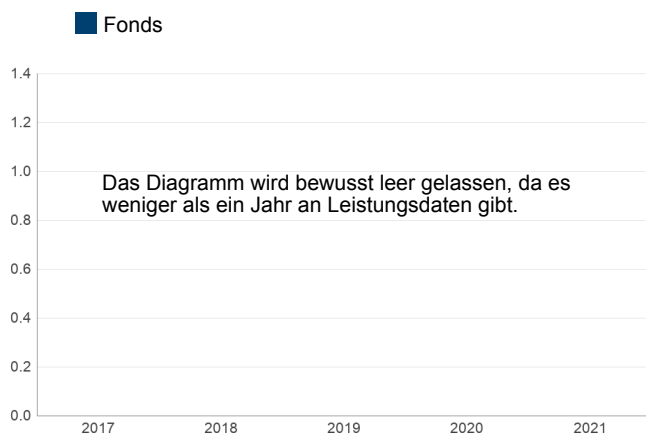 Fonds
1.4
1.2
1.0
Das Diagramm wird bewusst leer gelassen, da es
weniger als ein Jahr an Leistungsdaten gibt.
0.8
0.6
0.4
0.2
0.0
2017 2018 2019 2020 2021